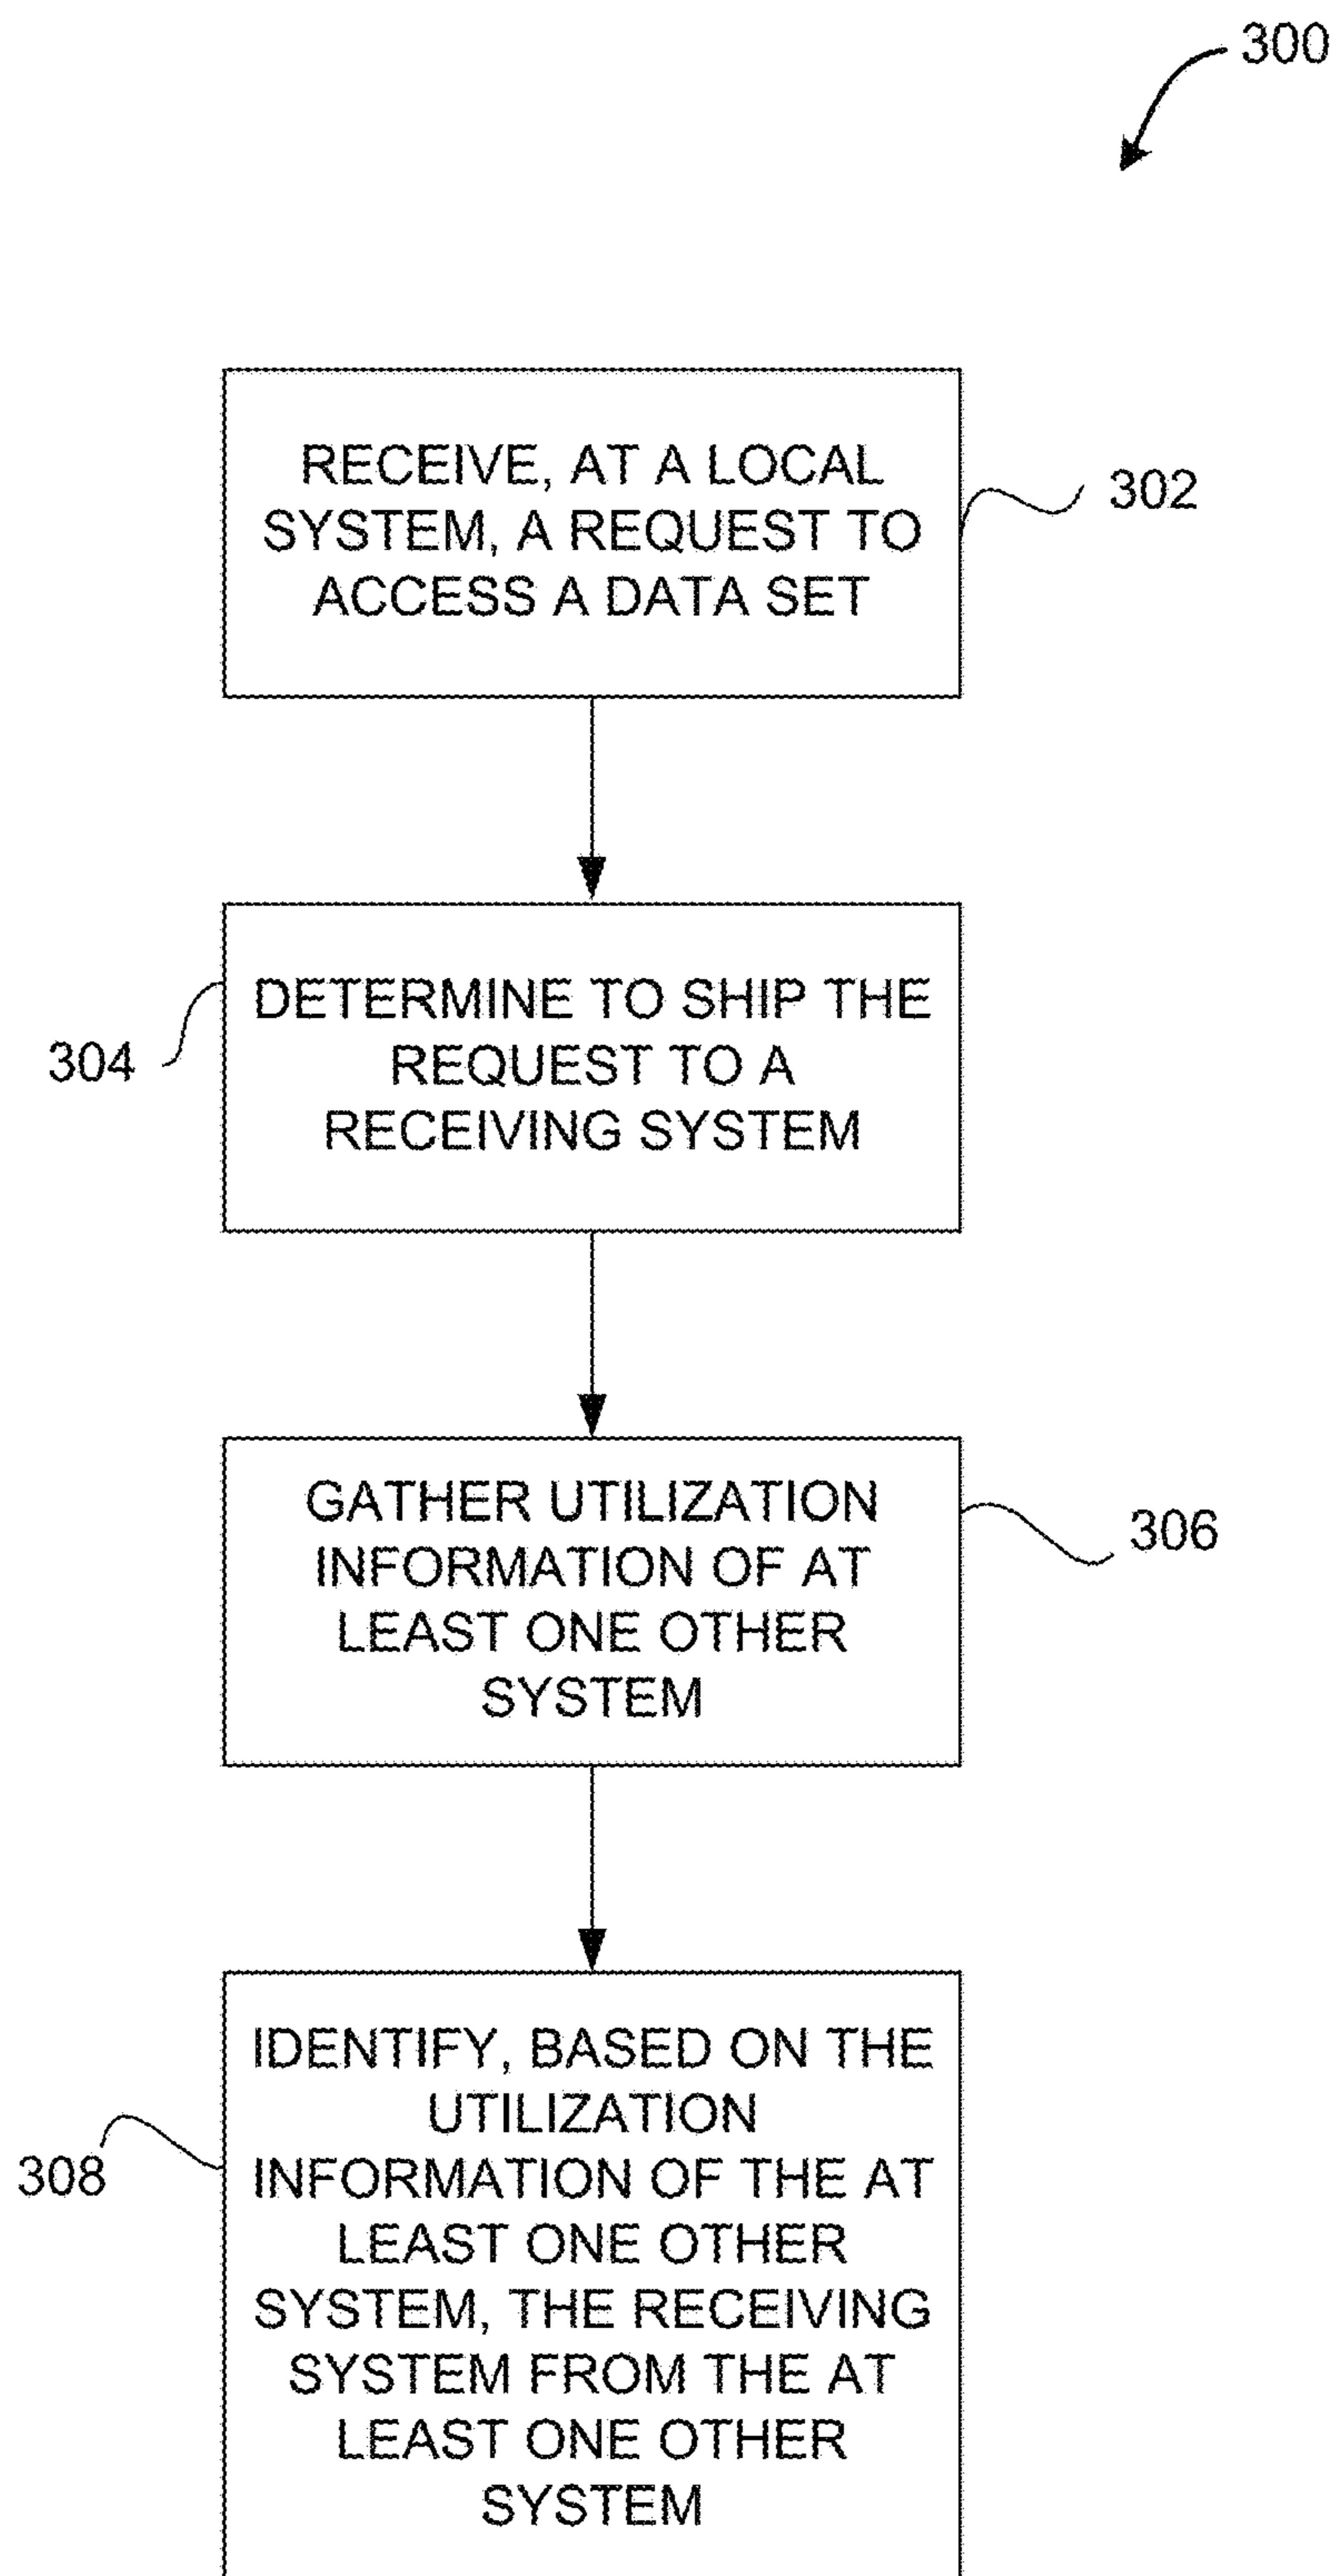 300
RECEIVE, AT A LOCAL
SYSTEM, A REQUEST TO
ACCESS A DATA SET
302
DETERMINE TO SHIP THE
REQUEST TO A
RECEIVING SYSTEM
304
GATHER UTILIZATION
INFORMATION OF AT
LEAST ONE OTHER
SYSTEM
306
IDENTIFY, BASED ON THE
UTILIZATION
INFORMATION OF THE AT
LEAST ONE OTHER
SYSTEM, THE RECEIVING
SYSTEM FROM THE AT
LEAST ONE OTHER
SYSTEM
308